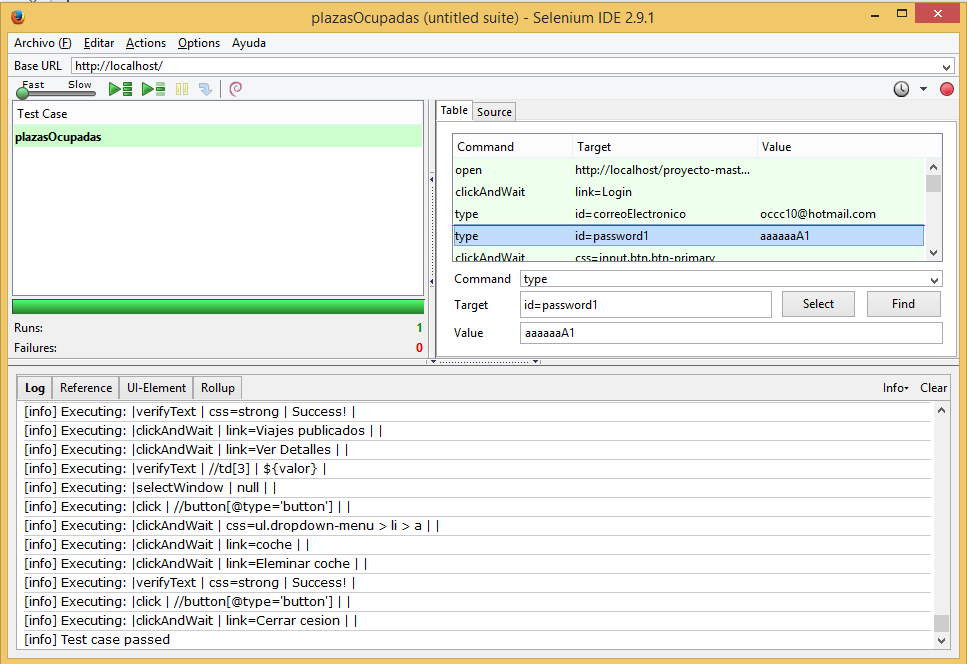 plazasOcupadas (untitled suite) - Selenium IDE 2.9.1
Archivo (F) Editar Actions Options Ayuda
Base URL http://localhost/
Fast Slow
Test Case
plazasOcupadas
Runs: 1
Failures: 0
Table Source
Command Target Value
open http://localhost/proyecto-mast...
clickAndWait link=Login
type id=correoElectronico occc10@hotmail.com
type id=password1 aaaaaaA1
clickAndWait css=input.btn.btn-primary
Command type
Target id=password1 Select Find
Value aaaaaaA1
Log Reference UI-Element Rollup Info Clear
[info] Executing: |verifyText | css=strong | Success! |
[info] Executing: |clickAndWait | link=Viajes publicados | |
[info] Executing: |clickAndWait | link=Ver Detalles | |
[info] Executing: |verifyText | //td[3] | ${valor} |
[info] Executing: |selectWindow | null | |
[info] Executing: |click | //button[@type='button'] | |
[info] Executing: |clickAndWait | css=ul.dropdown-menu > li > a | |
[info] Executing: |clickAndWait | link=coche | |
[info] Executing: |clickAndWait | link=Eleminar coche | |
[info] Executing: |verifyText | css=strong | Success! |
[info] Executing: |click | //button[@type='button'] | |
[info] Executing: |clickAndWait | link=Cerrar cesion | |
[info] Test case passed